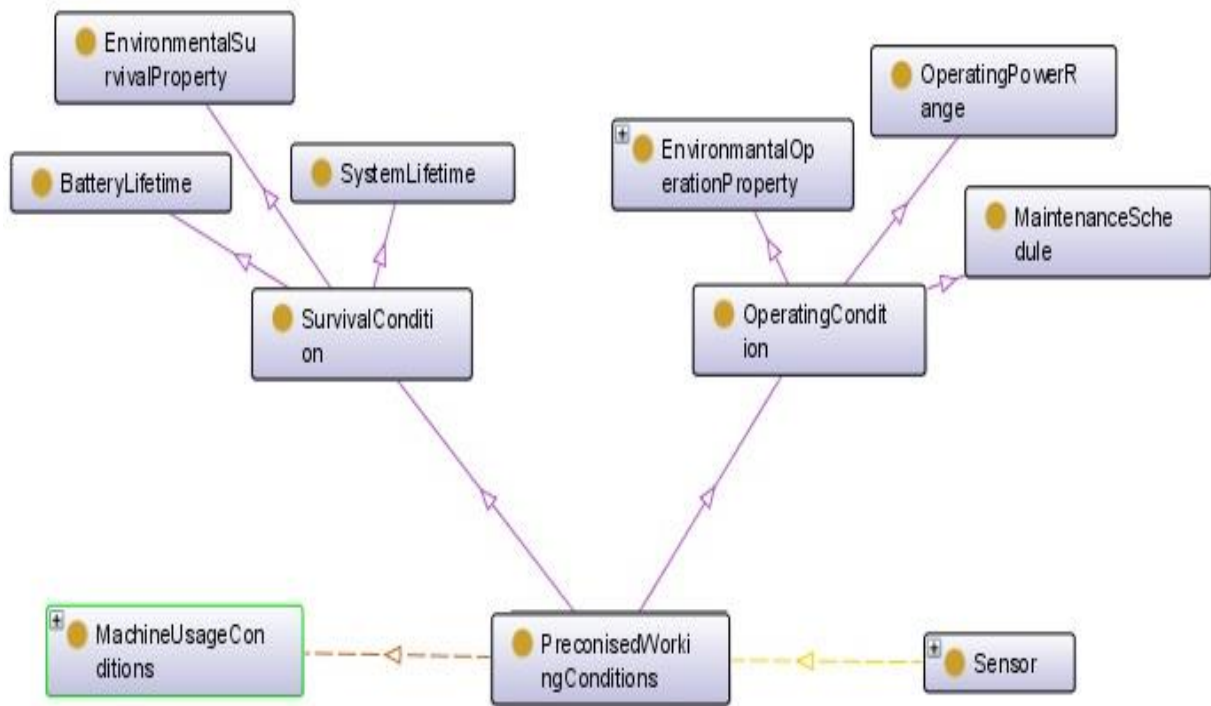 EnvironmentalSu
rvivalProperty
OperatingPowerR
ange
EnvironmantalOp
erationProperty
BatteryLifetime
SystemLifetime
MaintenanceSche
dule
SurvivalConditi
on
OperatingCondit
ion
MachineUsageCon
ditions
PreconisedWorki
ngConditions
Sensor